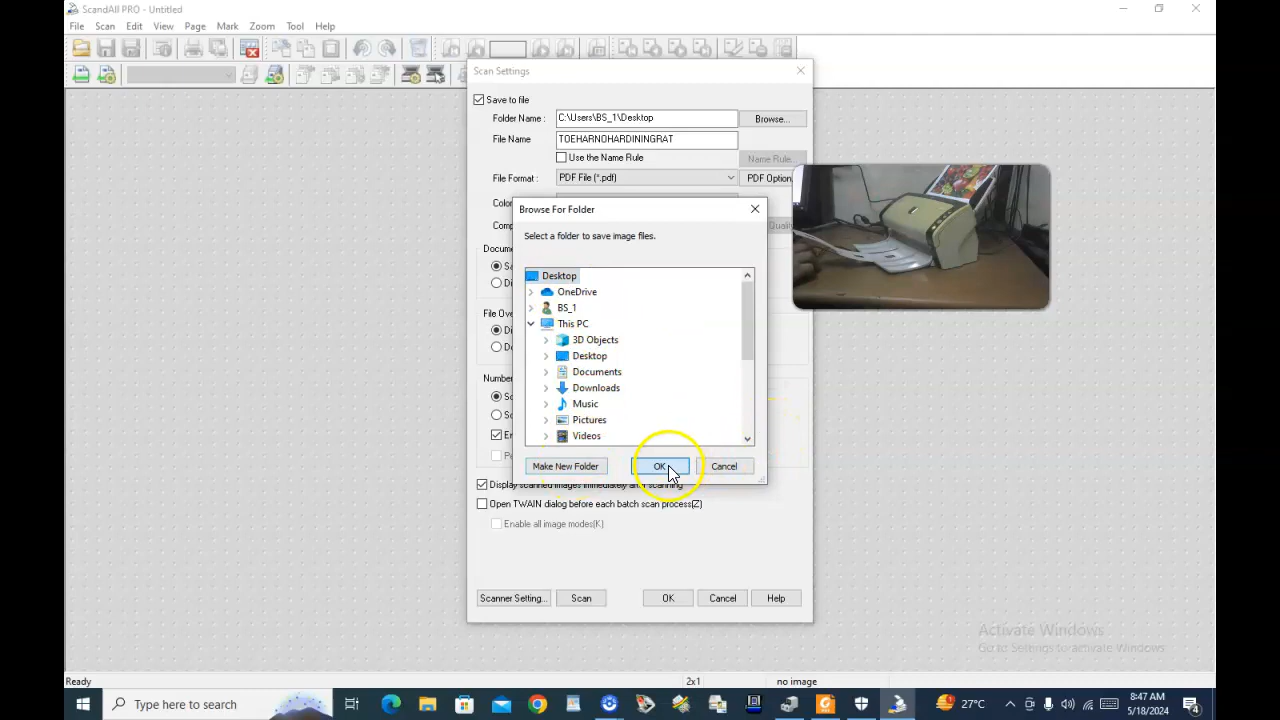 ScandAll PRO - Untitled
File Scan Edit View Page Mark Zoom Tool Help
Scan Settings
Save to file
Folder Name : C:\Users\BS_1\Desktop Browse...
File Name TOEHARNOHARDININGRAT
Use the Name Rule Name Rule
File Format : PDF File (*.pdf) PDF Option
Browse For Folder
Select a folder to save image files.
Desktop
OneDrive
BS_1
This PC
3D Objects
Desktop
Documents
Downloads
Music
Pictures
Videos
Make New Folder OK Cancel
Display scanned images immediately after scanning
Open TWAIN dialog before each batch scan process(Z)
Enable all image modes(K)
Scanner Setting... Scan OK Cancel Help
Activate Windows
Go to Settings to activate Windows.
Ready 2x1 no image
Type here to search 27°C 8:47 AM
5/18/2024
4